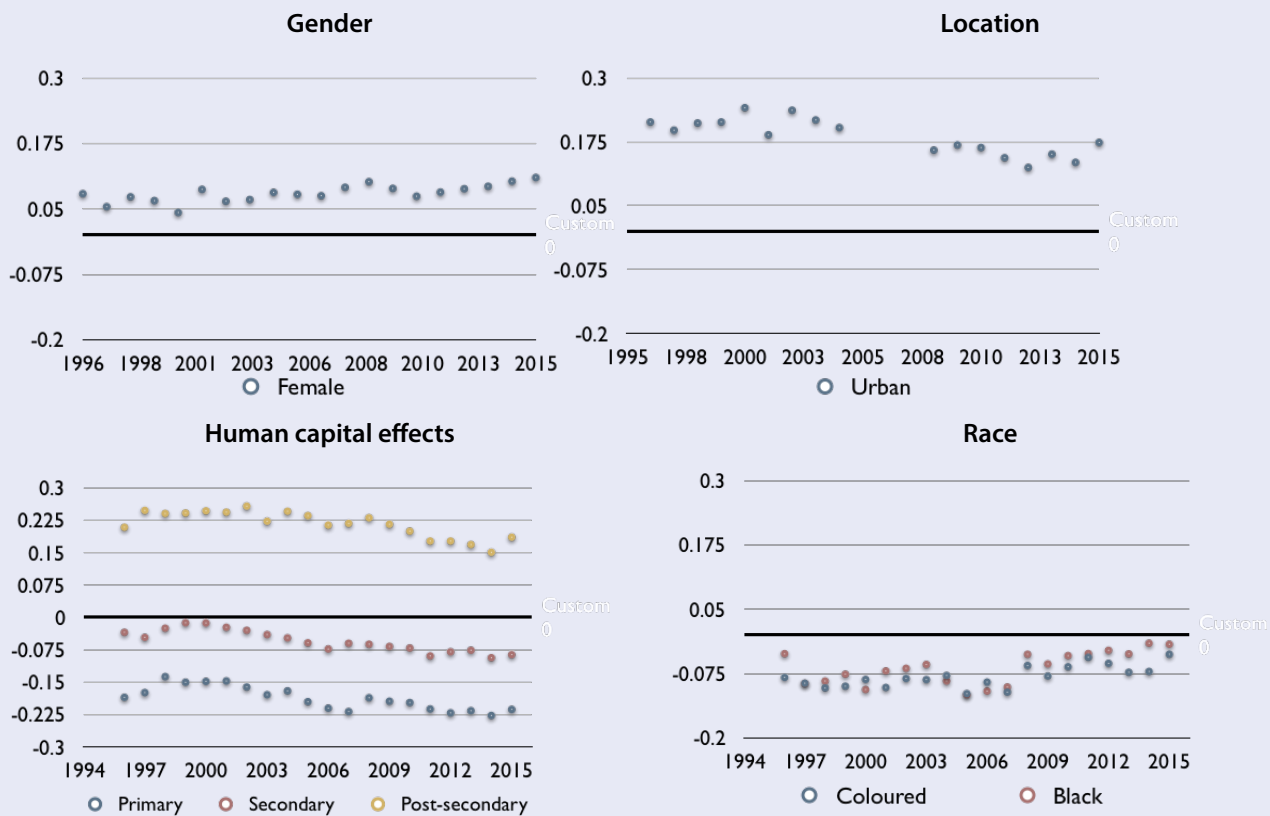 Gender
0.3
0.175
0.05
-0.075
-0.2
Custom
0
1996 1998 2001 2003 2006 2008 2010 2013 2015
Female
Location
0.3
0.175
0.05
-0.075
-0.2
Custom
0
1995 1998 2000 2003 2005 2008 2010 2013 2015
Urban
Human capital effects
0.3
0.225
0.15
0.075
0
-0.075
-0.15
-0.225
-0.3
Custom
0
1994 1997 2000 2003 2006 2009 2012 2015
Primary Secondary Post-secondary
Race
0.3
0.175
0.05
-0.075
-0.2
Custom
0
1994 1997 2000 2003 2006 2009 2012 2015
Coloured Black